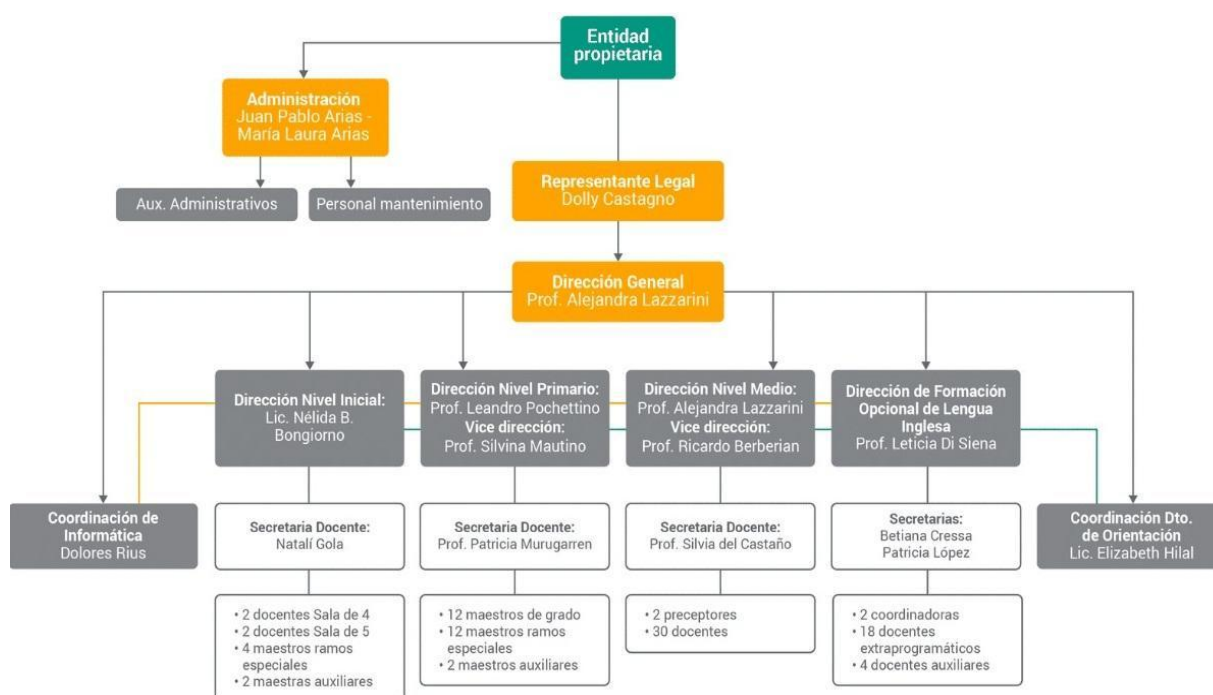 Entidad
propietaria
Administración
Juan Pablo Arias -
María Laura Arias
Aux. Administrativos
Personal mantenimiento
Representante Legal
Dolly Castagno
Dirección General
Prof. Alejandra Lazzarini
Dirección Nivel Inicial:
Lic. Nélida B.
Bongiorno
Dirección Nivel Primario:
Prof. Leandro Pochettino
Vice dirección:
Prof. Silvina Mautino
Dirección Nivel Medio:
Prof. Alejandra Lazzarini
Vice dirección:
Prof. Ricardo Berberian
Dirección de Formación
Opcional de Lengua
Inglesa
Prof. Leticia Di Siena
Coordinación de
Informática
Dolores Rius
Secretaria Docente:
Natalí Gola
Secretaria Docente:
Prof. Patricia Murugarren
Secretaria Docente:
Prof. Silvia del Castaño
Secretarias:
Betiana Cressa
Patricia López
Coordinación Dto.
de Orientación
Lic. Elizabeth Hilal
• 2 docentes Sala de 4
• 2 docentes Sala de 5
• 4 maestros ramos
especiales
• 2 maestras auxiliares
• 12 maestros de grado
• 12 maestros ramos
especiales
• 2 maestros auxiliares
• 2 preceptores
• 30 docentes
• 2 coordinadoras
• 18 docentes
extraprogramáticos
• 4 docentes auxiliares